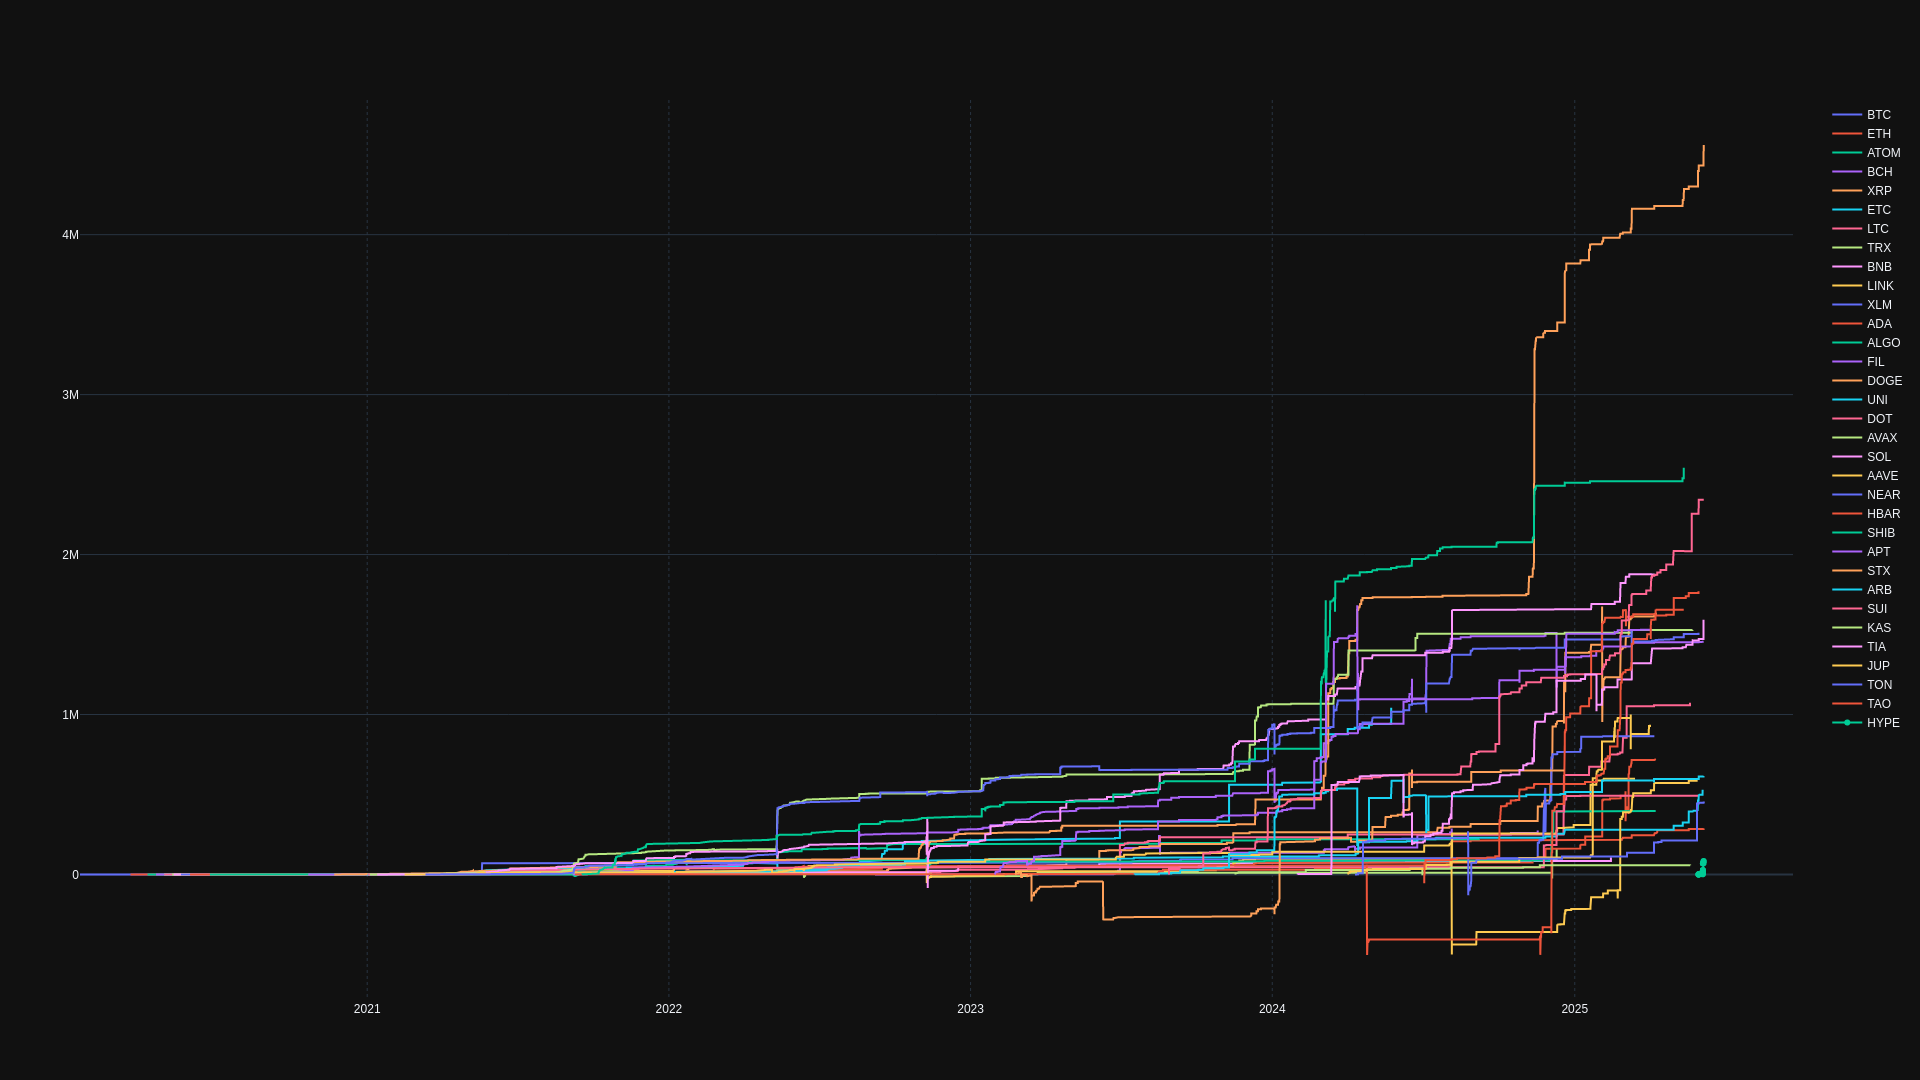 4M
3M
2M
1M
0
2021
2022
2023
2024
2025
BTC
ETH
ATOM
BCH
XRP
ETC
LTC
TRX
BNB
LINK
XLM
ADA
ALGO
FIL
DOGE
UNI
DOT
AVAX
SOL
AAVE
NEAR
HBAR
SHIB
APT
STX
ARB
SUI
KAS
TIA
JUP
TON
TAO
HYPE